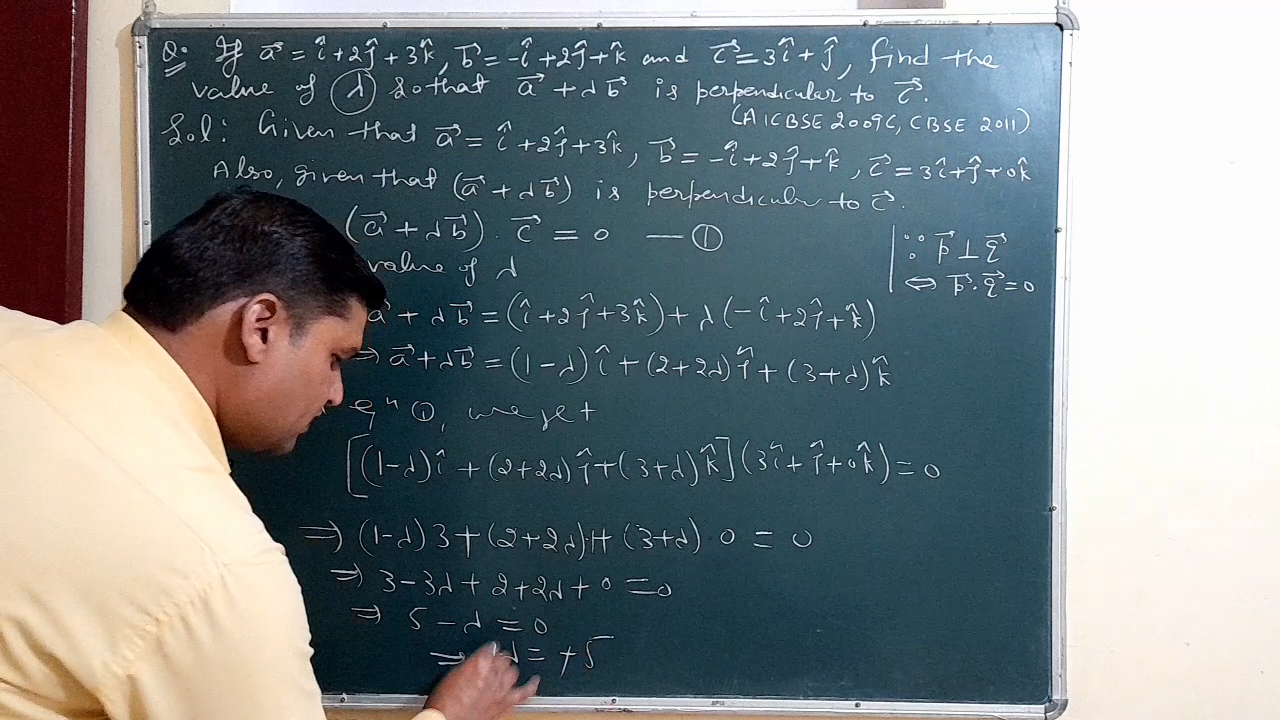 Q. If a⃗ = î + 2ĵ + 3k̂, b⃗ = -î + 2ĵ + k̂ and c⃗ = 3î + ĵ, find the
value of λ so that a⃗ + λb⃗ is perpendicular to c⃗.
(AICBSE 2009C, CBSE 2011)
Sol: Given that a⃗ = î + 2ĵ + 3k̂, b⃗ = -î + 2ĵ + k̂, c⃗ = 3î + ĵ + 0k̂
Also, given that (a⃗ + λb⃗) is perpendicular to c⃗.
(a⃗ + λb⃗) . c⃗ = 0 — ①
∵ p⃗ ⊥ q⃗
⇔ p⃗ . q⃗ = 0
value of λ
a⃗ + λb⃗ = (î + 2ĵ + 3k̂) + λ(-î + 2ĵ + k̂)
⇒ a⃗ + λb⃗ = (1-λ)î + (2+2λ)ĵ + (3+λ)k̂
Eqⁿ ①, we get
[(1-λ)î + (2+2λ)ĵ + (3+λ)k̂](3î + ĵ + 0k̂) = 0
⇒ (1-λ)3 + (2+2λ)1 + (3+λ) 0 = 0
⇒ 3 - 3λ + 2 + 2λ + 0 = 0
⇒ 5 - λ = 0
⇒ λ = +5